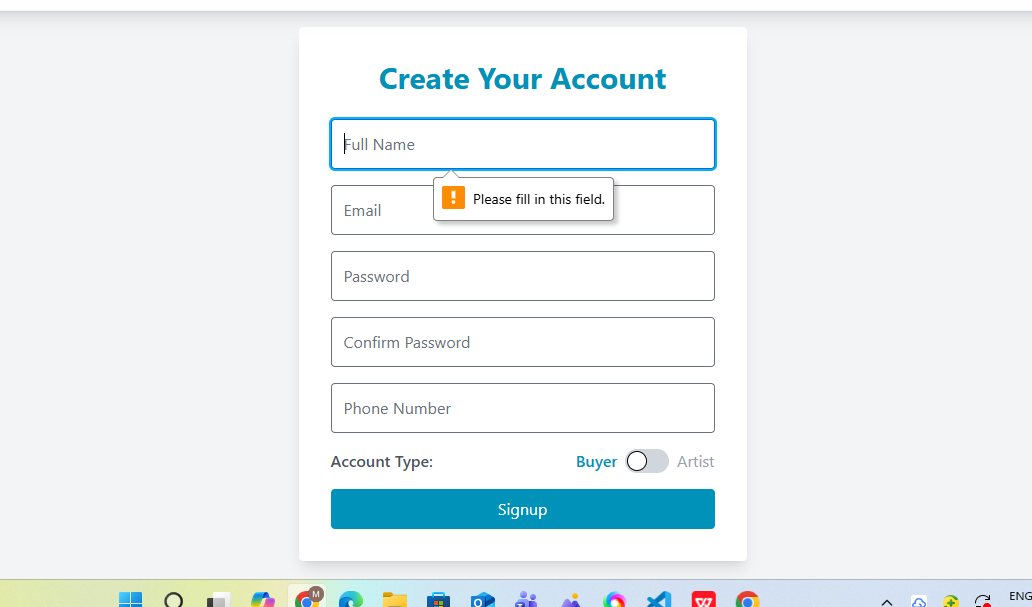 Create Your Account
Full Name
Please fill in this field.
Email
Password
Confirm Password
Phone Number
Account Type:
Buyer
Artist
Signup
M
ENG